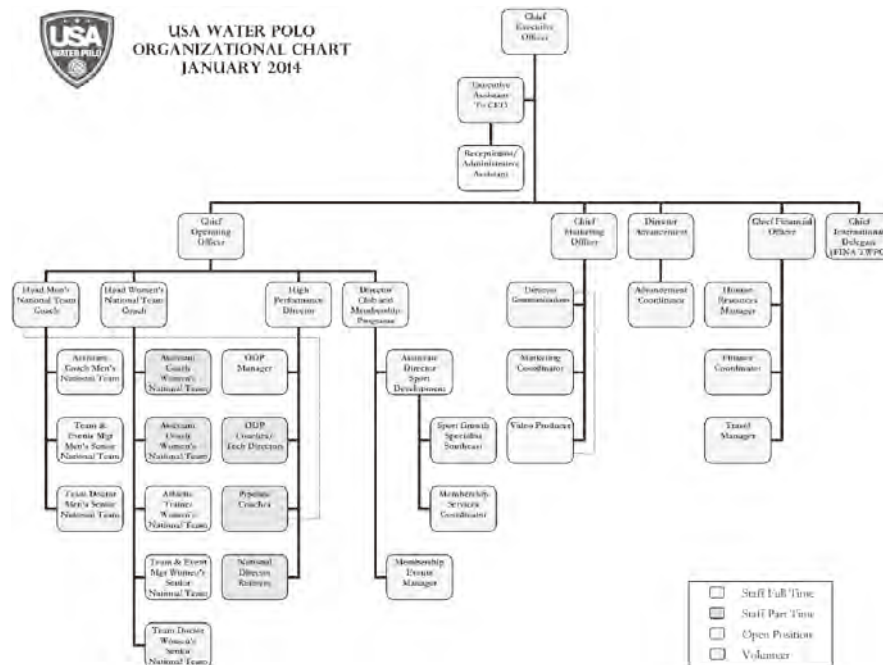 USA
WATER POLO
USA WATER POLO
ORGANIZATIONAL CHART
JANUARY 2014
Chief
Executive
Officer
Executive
Assistant
To CEO
Receptionist/
Administrative
Assistant
Chief
Operating
Officer
Chief
Marketing
Officer
Director
Advancement
Chief Financial
Officer
Chief
International
Delegate
Head Men's
National Team
Coach
Head Women's
National Team
Coach
High
Performance
Director
Director
Club and
Membership
Programs
Director
Communications
Advancement
Coordinator
Human
Resources
Manager
Assistant
Coach Men's
National Team
Assistant
Coach
Women's
National Team
Manager
Associate
Director
Sport
Development
Marketing
Coordinator
Finance
Coordinator
Team &
Events Mgr
Men's Senior
National Team
Assistant
Coach
Women's
National Team
Coaches/
Tech Directors
Sport Growth
Specialist
Southeast
Video Producer
Travel
Manager
Team Doctor
Men's Senior
National Team
Athletic
Trainer
Women's
National Team
Pipeline
Coaches
Membership
Services
Coordinator
Team & Event
Mgr Women's
Senior
National Team
National
Director
Referees
Membership
Events
Manager
Team Doctor
Women's
Senior
National Team
Staff Full Time
Staff Part Time
Open Position
Volunteer